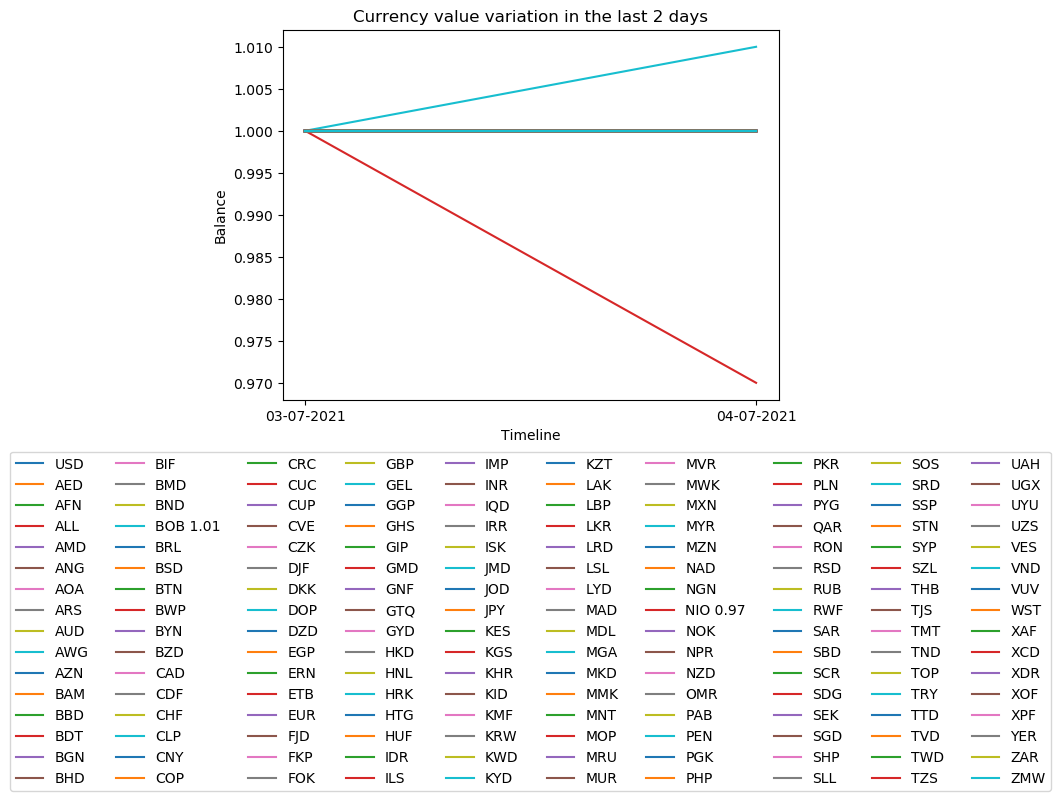 Currency value variation in the last 2 days
1.010
1.005
1.000
0.995
0.990
0.985
0.980
0.975
0.970
Balance
03-07-2021 04-07-2021
Timeline
USD BIF CRC GBP IMP KZT MVR PKR SOS UAH
AED BMD CUC GEL INR LAK MWK PLN SRD UGX
AFN BND CUP GGP IQD LBP MXN PYG SSP UYU
ALL BOB 1.01 CVE GHS IRR LKR MYR QAR STN UZS
AMD BRL CZK GIP ISK LRD MZN RON SYP VES
ANG BSD DJF GMD JMD LSL NAD RSD SZL VND
AOA BTN DKK GNF JOD LYD NGN RUB THB VUV
ARS BWP DOP GTQ JPY MAD NIO 0.97 RWF TJS WST
AUD BYN DZD GYD KES MDL NOK SAR TMT XAF
AWG BZD EGP HKD KGS MGA NPR SBD TND XCD
AZN CAD ERN HNL KHR MKD NZD SCR TOP XDR
BAM CDF ETB HRK KID MMK OMR SDG TRY XOF
BBD CHF EUR HTG KMF MNT PAB SEK TTD XPF
BDT CLP FJD HUF KRW MOP PEN SGD TVD YER
BGN CNY FKP IDR KWD MRU PGK SHP TWD ZAR
BHD COP FOK ILS KYD MUR PHP SLL TZS ZMW